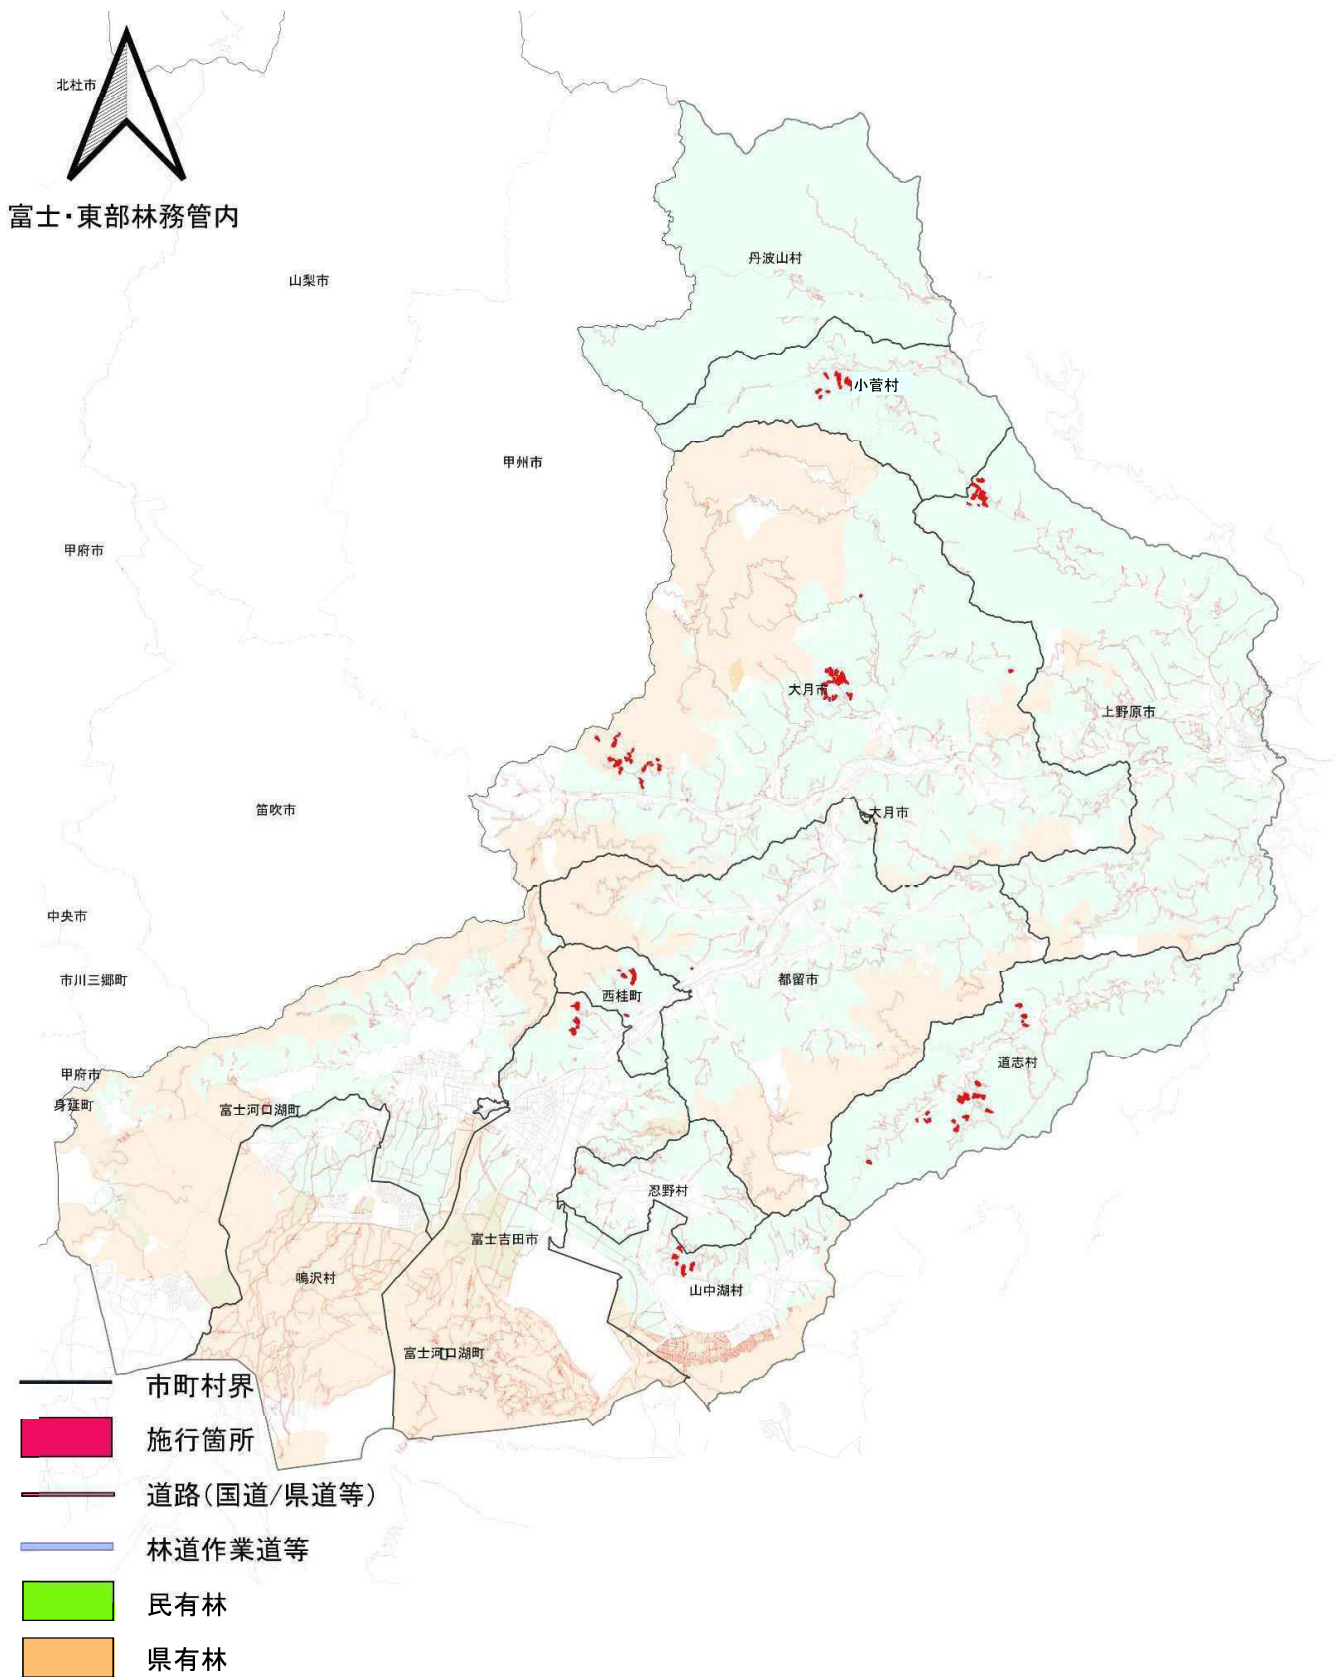 北杜市
富士・東部林務管内
丹波山村
山梨市
小菅村
甲州市
甲府市
大月市
上野原市
笛吹市
大月市
中央市
市川三郷町
都留市
西桂町
道志村
甲府市
身延町
富士河口湖町
忍野村
富士吉田市
鳴沢村
山中湖村
富士河口湖町
市町村界
施行箇所
道路(国道/県道等)
林道作業道等
民有林
県有林